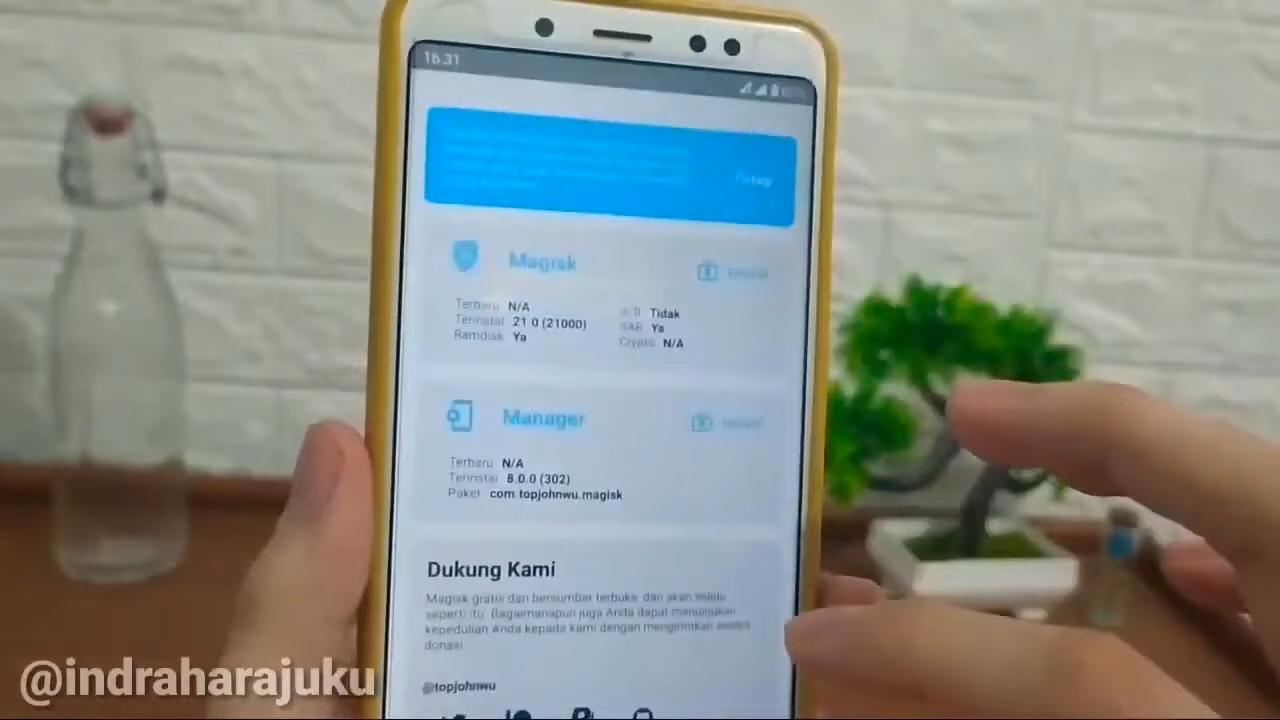 16.31
Tutup
Magisk
Terbaru N/A
Terinstal 21.0 (21000)
Ramdisk Ya
A/B Tidak
SAR Ya
Crypto N/A
Manager
Terbaru N/A
Terinstal 8.0.0 (302)
Paket com.topjohnwu.magisk
Dukung Kami
Magisk gratis dan bersumber terbuka, dan akan selalu
seperti itu. Bagaimanapun juga Anda dapat menunjukan
kepedulian Anda kepada kami dengan mengirimkan sedikit
donasi
@topjohnwu
@indraharajuku